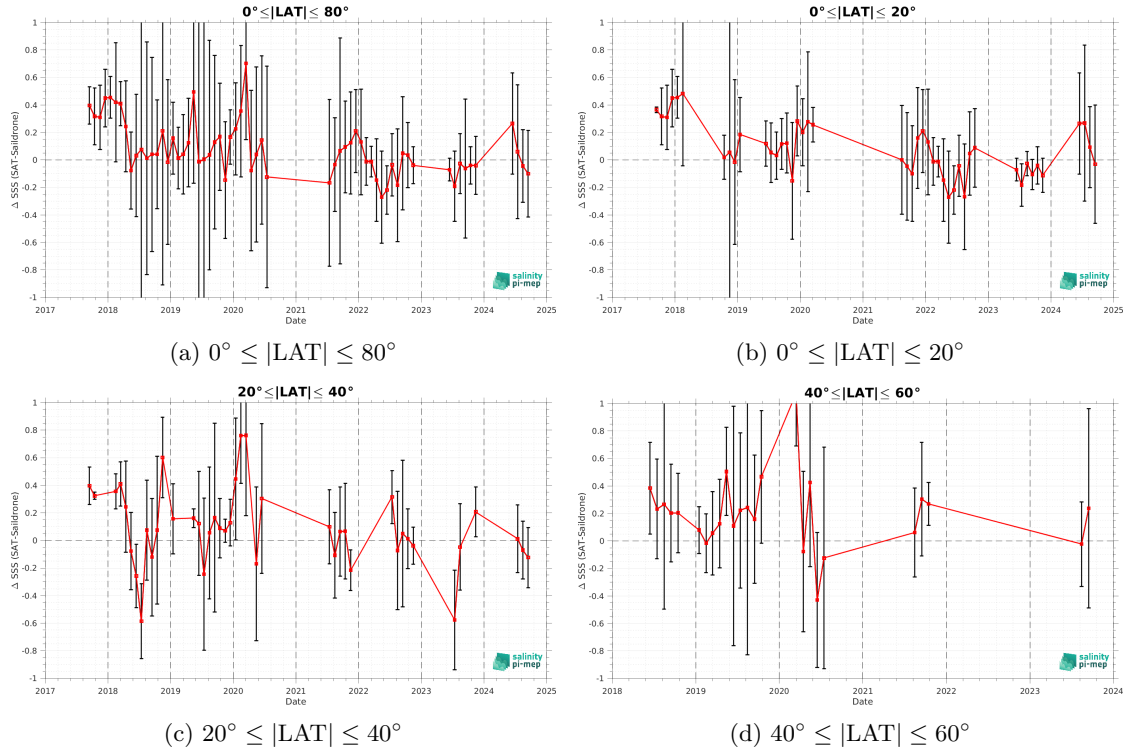 0°≤|LAT|≤ 80°
Δ SSS (SAT-Saildrone)
1
0.8
0.6
0.4
0.2
0
-0.2
-0.4
-0.6
-0.8
-1
2017 2018 2019 2020 2021 2022 2023 2024 2025
Date
salinity
pi-mep
(a) 0° ≤ |LAT| ≤ 80°
0°≤|LAT|≤ 20°
Δ SSS (SAT-Saildrone)
1
0.8
0.6
0.4
0.2
0
-0.2
-0.4
-0.6
-0.8
-1
2017 2018 2019 2020 2021 2022 2023 2024 2025
Date
salinity
pi-mep
(b) 0° ≤ |LAT| ≤ 20°
20°≤|LAT|≤ 40°
Δ SSS (SAT-Saildrone)
1
0.8
0.6
0.4
0.2
0
-0.2
-0.4
-0.6
-0.8
-1
2017 2018 2019 2020 2021 2022 2023 2024 2025
Date
salinity
pi-mep
(c) 20° ≤ |LAT| ≤ 40°
40°≤|LAT|≤ 60°
Δ SSS (SAT-Saildrone)
1
0.8
0.6
0.4
0.2
0
-0.2
-0.4
-0.6
-0.8
-1
2018 2019 2020 2021 2022 2023 2024
Date
salinity
pi-mep
(d) 40° ≤ |LAT| ≤ 60°